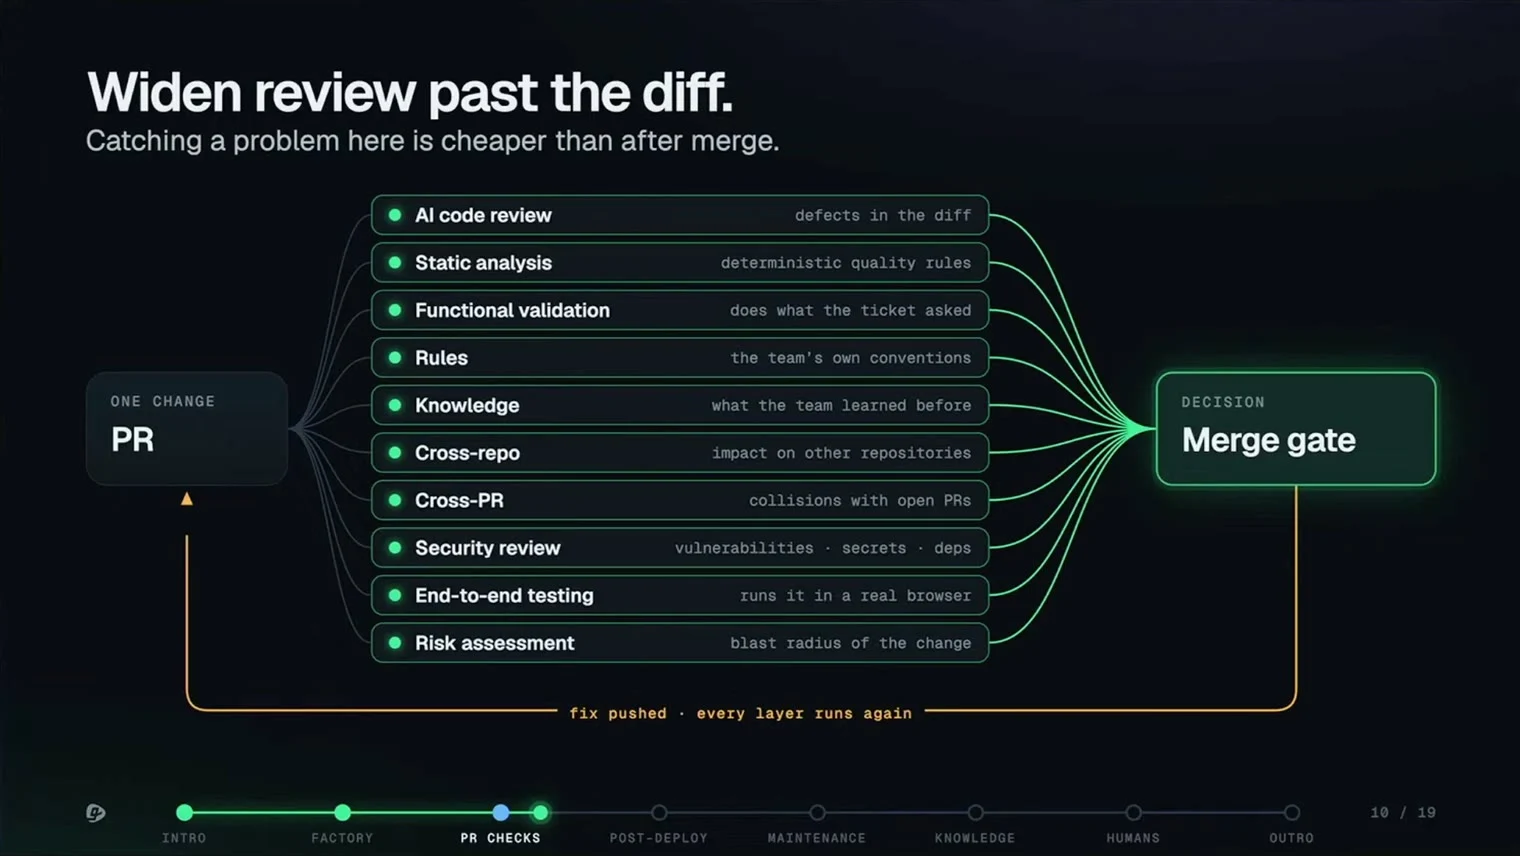 Widen review past the diff.
Catching a problem here is cheaper than after merge.
ONE CHANGE
PR
AI code review defects in the diff
Static analysis deterministic quality rules
Functional validation does what the ticket asked
Rules the team's own conventions
Knowledge what the team learned before
Cross-repo impact on other repositories
Cross-PR collisions with open PRs
Security review vulnerabilities · secrets · deps
End-to-end testing runs it in a real browser
Risk assessment blast radius of the change
DECISION
Merge gate
fix pushed · every layer runs again
INTRO FACTORY PR CHECKS POST-DEPLOY MAINTENANCE KNOWLEDGE HUMANS OUTRO
10 / 19